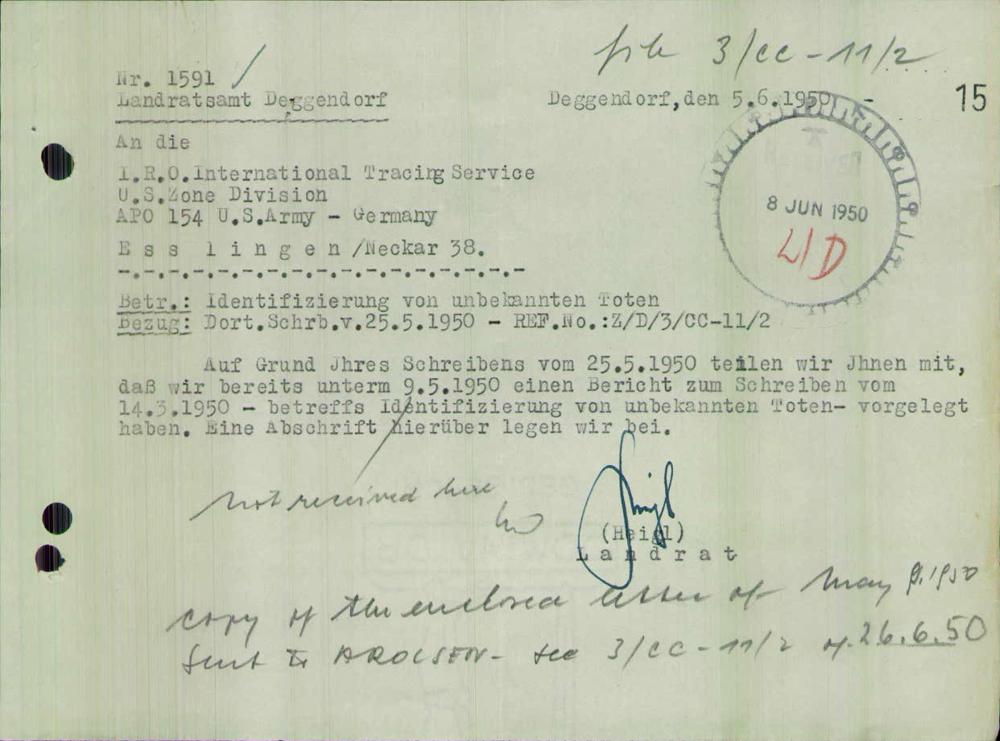 file 3/CC-11/2
Nr. 1591 /
Landratsamt Deggendorf
Deggendorf,den 5.6.1950 -
15
An die
I.R.O.International Tracing Service
U.S.Zone Division
APO 154 U.S.Army - Germany
E s s l i n g e n /Neckar 38.
-.-.-.-.-.-.-.-.-.-.-.-.-.-.-.-
8 JUN 1950
L/D
Betr.: Identifizierung von unbekannten Toten
Bezug: Dort.Schrb.v.25.5.1950 - REF.No.:Z/D/3/CC-11/2
Auf Grund Jhres Schreibens vom 25.5.1950 teilen wir Jhnen mit,
daß wir bereits unterm 9.5.1950 einen Bericht zum Schreiben vom
14.3.1950 - betreffs Identifizierung von unbekannten Toten- vorgelegt
haben. Eine Abschrift hierüber legen wir bei.
not received here
(Heigl)
L a n d r a t
copy of the enclosed letter of May 9.1950
sent to AROLSEN - see 3/CC-11/2 of 26.6.50